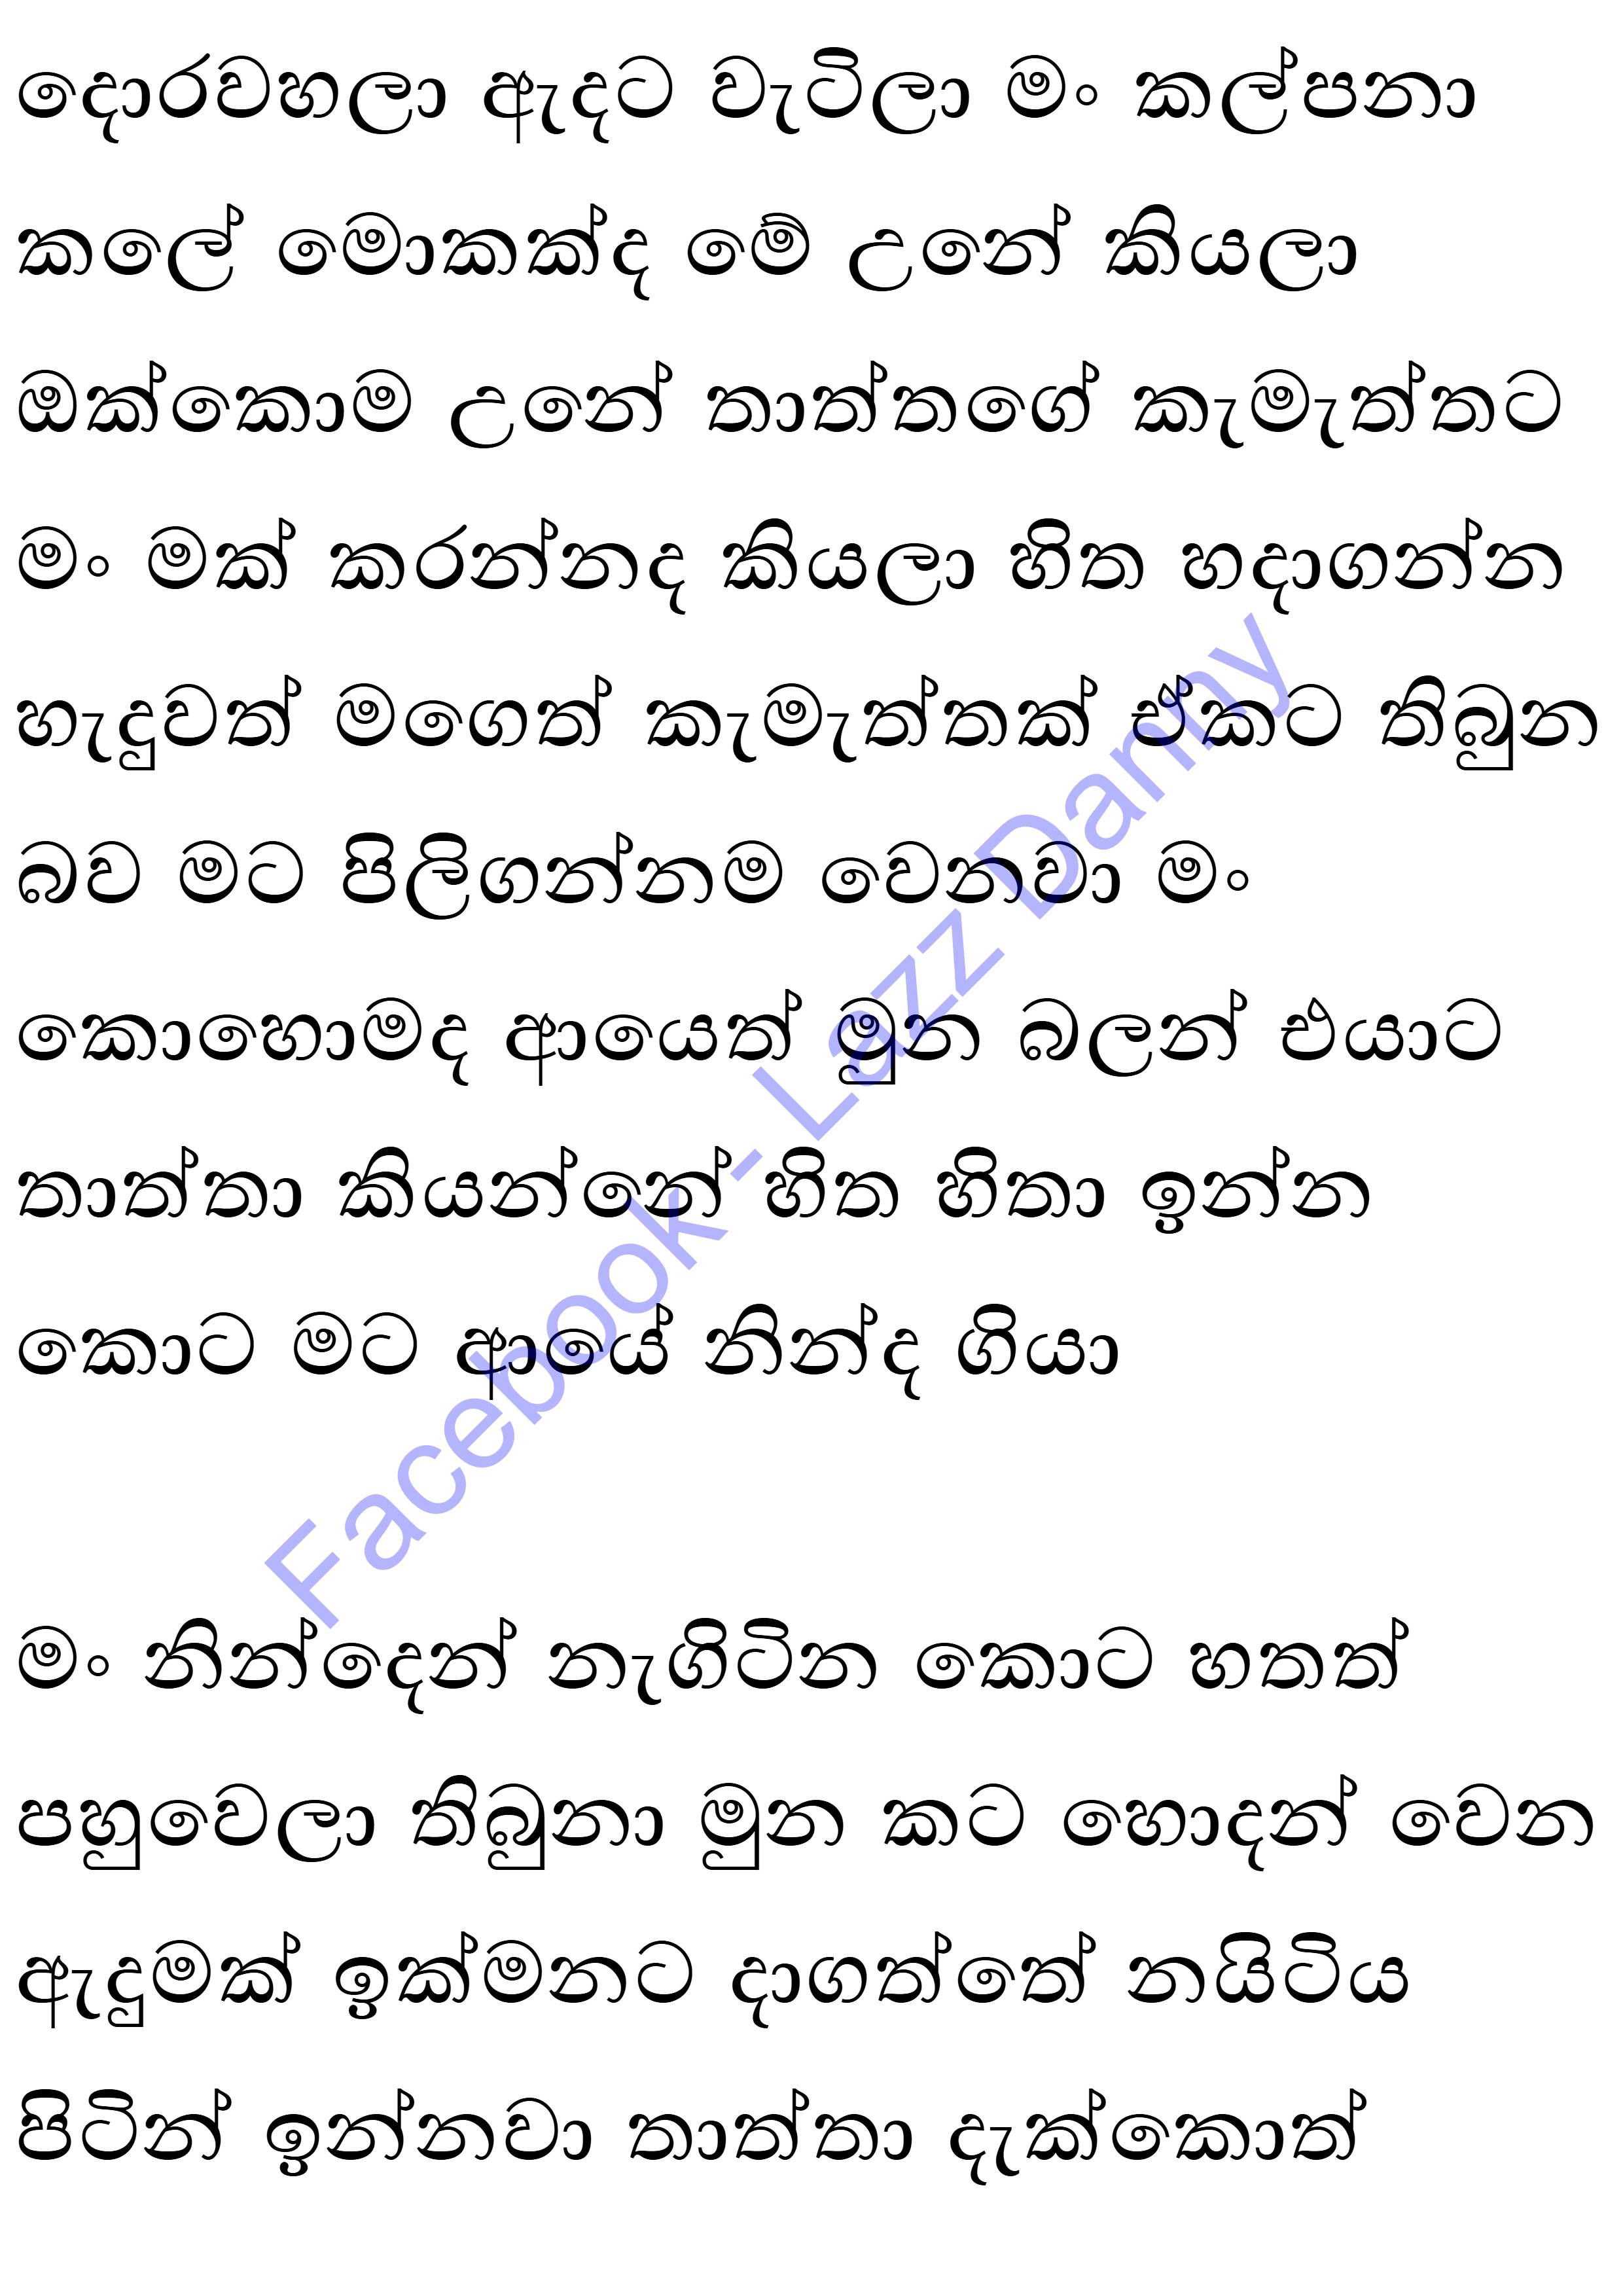 දොරවහලා ඇදට වැටිලා මං කල්පනා
කලේ මොකක්ද මේ උනේ කියලා
ඔක්කොම උනේ තාත්තගේ කැමැත්තට
මං මක් කරන්නද කියලා හිත හදාගන්න
හැදුවත් මගෙත් කැමැත්තක් ඒකට තිබුන
බව මට පිලිගන්නම වෙනවා මං
කොහොමද ආයෙත් මූන බලන් එයාට
තාත්තා කියන්නේ හිත හිතා ඉන්න
කොට මට ආයේ නින්ද ගියා
මං නින්දෙන් නැගිටින කොට හතත්
පහුවෙලා තිබුනා මූන කට හොදන් වෙන
ඇදුමක් ඉක්මනට දාගත්තේ නයිටිය
පිටින් ඉන්නවා තාත්තා දැක්කොත්
Facebook - Lazz Danny